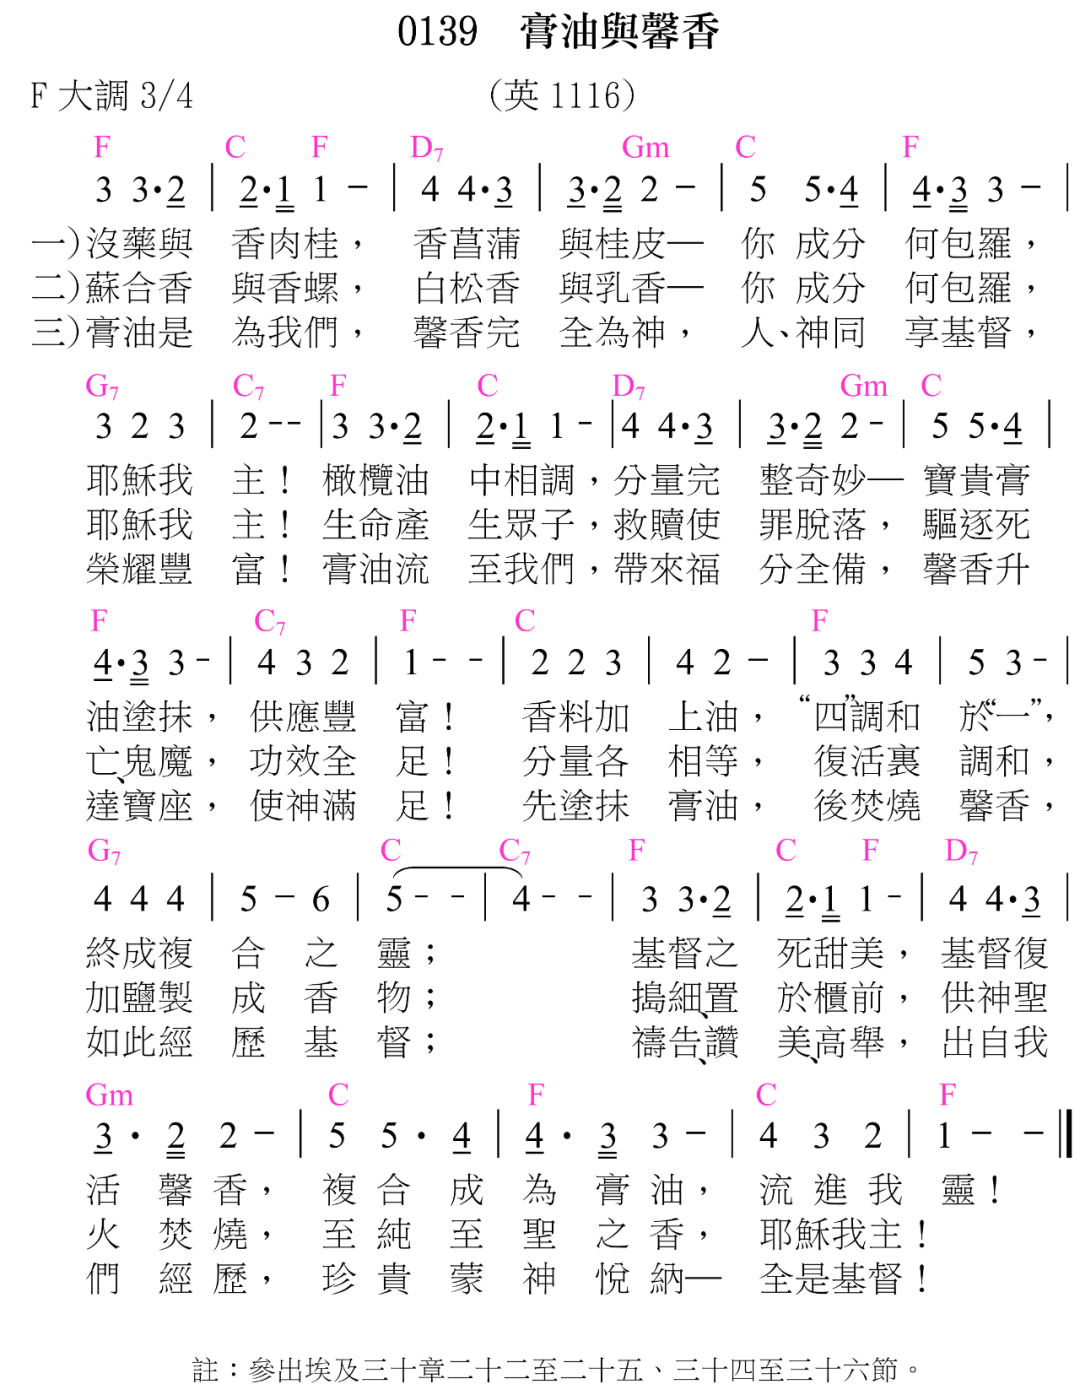 0139 膏油與馨香
F 大調 3/4 (英 1116)
F C F D7 Gm C F
3 3·2 | 2·1 1 – | 4 4·3 | 3·2 2 – | 5 5·4 | 4·3 3 – |
一)沒藥與 香肉桂， 香菖蒲 與桂皮— 你 成分 何包羅，
二)蘇合香 與香螺， 白松香 與乳香— 你 成分 何包羅，
三)膏油是 為我們， 馨香完 全為神， 人、神同 享基督，
G7 C7 F C D7 Gm C
3 2 3 | 2 - - | 3 3·2 | 2·1 1 - | 4 4·3 | 3·2 2 - | 5 5·4 |
耶穌我 主！ 橄欖油 中相調，分量完 整奇妙— 寶貴膏
耶穌我 主！ 生命產 生眾子，救贖使 罪脫落， 驅逐死
榮耀豐 富！ 膏油流 至我們，帶來福 分全備， 馨香升
F C7 F C F
4·3 3 - | 4 3 2 | 1 - - | 2 2 3 | 4 2 – | 3 3 4 | 5 3 - |
油塗抹， 供應豐 富！ 香料加 上油， “四”調和 於“一”，
亡、鬼魔， 功效全 足！ 分量各 相等， 復活裏 調和，
達寶座， 使神滿 足！ 先塗抹 膏油， 後焚燒 馨香，
G7 C C7 F C F D7
4 4 4 | 5 – 6 | 5 - - | 4 - - | 3 3·2 | 2·1 1 - | 4 4·3 |
終成複 合 之 靈； 基督之 死甜美， 基督復
加鹽製 成 香 物； 搗細、置 於櫃前， 供神聖
如此經 歷 基 督； 禱告、讚 美、高舉， 出自我
Gm C F C F
3 · 2 2 – | 5 5 · 4 | 4 · 3 3 – | 4 3 2 | 1 – – ‖
活 馨 香， 複 合 成 為 膏 油， 流 進 我 靈！
火 焚 燒， 至 純 至 聖 之 香， 耶穌我主！
們 經 歷， 珍 貴 蒙 神 悅 納— 全是基督！
註：參出埃及三十章二十二至二十五、三十四至三十六節。